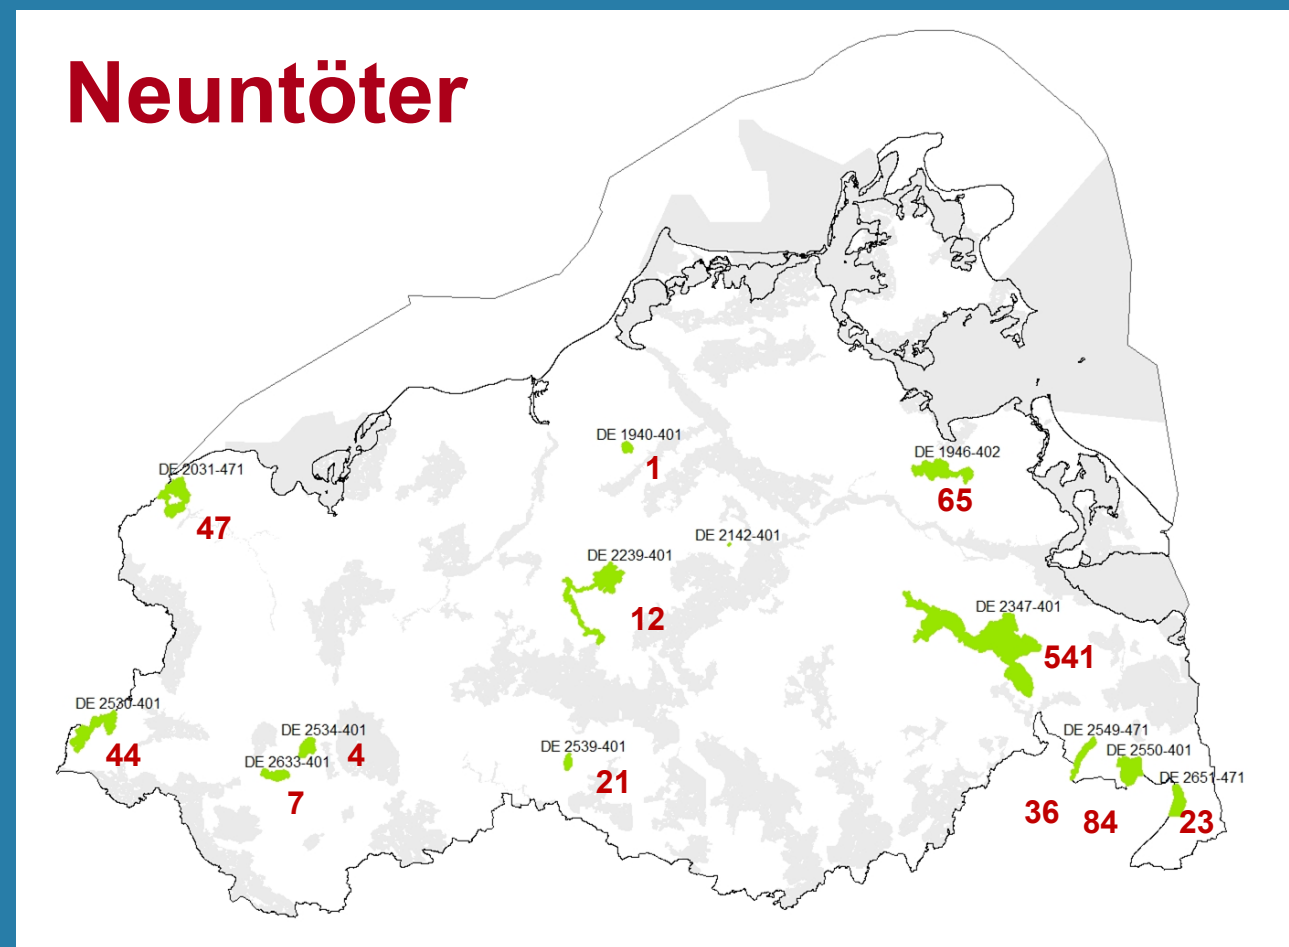 Neuntöter
DE 1940-401
1
DE 1946-402
65
DE 2031-471
47
DE 2142-401
DE 2239-401
12
DE 2347-401
541
DE 2530-401
44
DE 2534-401
4
DE 2633-401
7
DE 2539-401
21
DE 2549-471
36
DE 2550-401
84
DE 2651-471
23